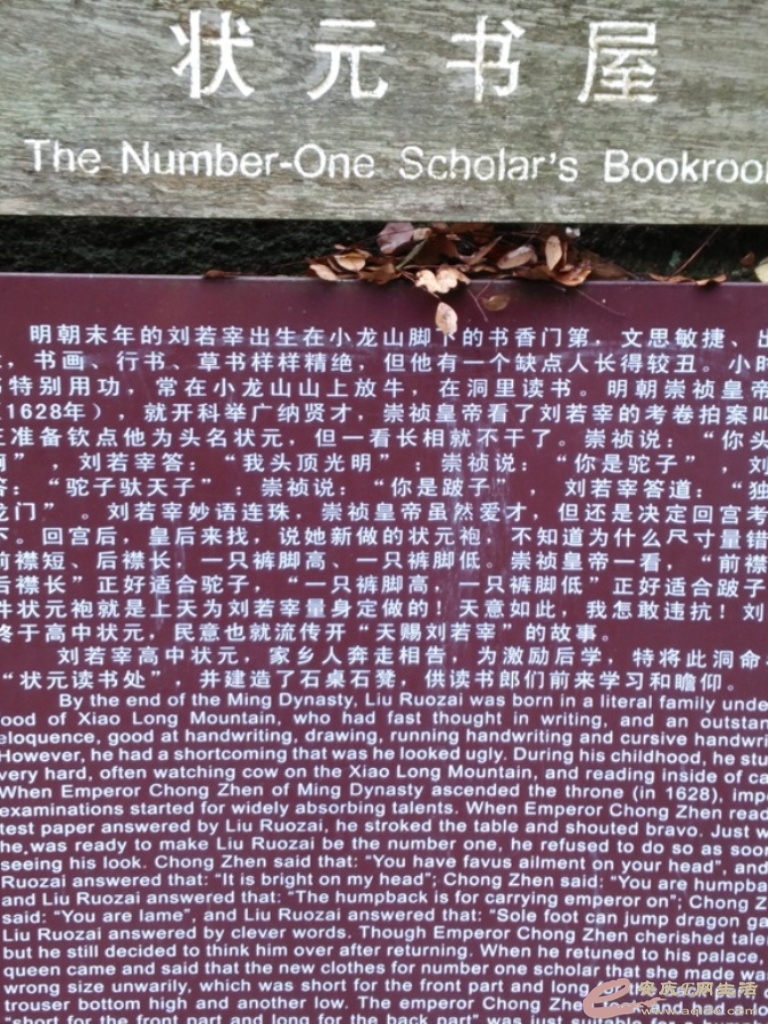 状元书屋
The Number-One Scholar's
明朝末年的刘若宰出生在小龙山脚下的书香门第，文思敏捷、出
、书画、行书、草书样样精绝，但他有一个缺点人长得较丑。小时
特别用功，常在小龙山山上放牛，在洞里读书。明朝崇祯皇帝
（1628年），就开科举广纳贤才，崇祯皇帝看了刘若宰的考卷拍案叫
准备钦点他为头名状元，但一看长相就不干了。崇祯说：“你头
”，刘若宰答：“我头顶光明”；崇祯说：“你是驼子”，刘
答：“驼子驮天子”；崇祯说：“你是跛子”，刘若宰答道：“独
龙门”。刘若宰妙语连珠，崇祯皇帝虽然爱才，但还是决定回宫考
下。回宫后，皇后来找，说她新做的状元袍，不知道为什么尺寸量错
前襟短、后襟长，一只裤脚高、一只裤脚低。崇祯皇帝一看，“前襟
后襟长”正好适合驼子，“一只裤脚高，一只裤脚低”正好适合跛子
件状元袍就是上天为刘若宰量身定做的！天意如此，我怎敢违抗！刘
终于高中状元，民意也就流传开“天赐刘若宰”的故事。
刘若宰高中状元，家乡人奔走相告，为激励后学，特将此洞命
“状元读书处”，并建造了石桌石凳，供读书郎们前来学习和瞻仰。
By the end of the Ming Dynasty, Liu Ruozai was born in a literal family unde
ood of Xiao Long Mountain, who had fast thought in writing, and an outstan
eloquence, good at handwriting, drawing, running handwriting and cursive handwri
However, he had a shortcoming that was he looked ugly. During his childhood, he stu
very hard, often watching cow on the Xiao Long Mountain, and reading inside of ca
When Emperor Chong Zhen of Ming Dynasty ascended the throne (in 1628), imp
examinations started for widely absorbing talents. When Emperor Chong Zhen read
test paper answered by Liu Ruozai, he stroked the table and shouted bravo. Just w
he was ready to make Liu Ruozai be the number one, he refused to do so as soon
seeing his look. Chong Zhen said that: “You have favus ailment on your head”, and
Ruozai answered that: “It is bright on my head”; Chong Zhen said: “You are humpba
and Liu Ruozai answered that: “The humpback is for carrying emperor on”; Chong Z
said: “You are lame”, and Liu Ruozai answered that: “Sole foot can jump dragon ga
Liu Ruozai answered by clever words. Though Emperor Chong Zhen cherished tale
but he still decided to think him over after returning. When he retuned to his palace,
queen came and said that the new clothes for number one scholar that she made was
wrong size unwarily, which was short for the front part and long for the back part,
trouser bottom high and another low. The emperor Chong Zhen took and had a lo
“short for the front part and long for the back part” was just